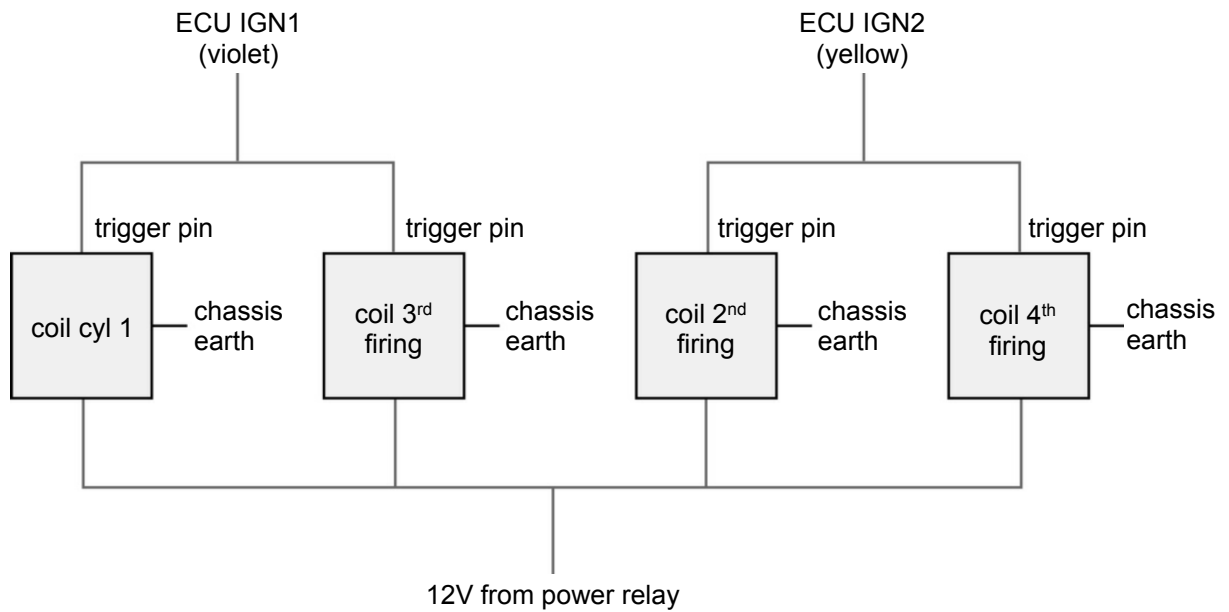 ECU IGN1
(violet)
ECU IGN2
(yellow)
trigger pin
trigger pin
trigger pin
trigger pin
coil cyl 1
chassis
earth
coil 3rd
firing
chassis
earth
coil 2nd
firing
chassis
earth
coil 4th
firing
chassis
earth
12V from power relay